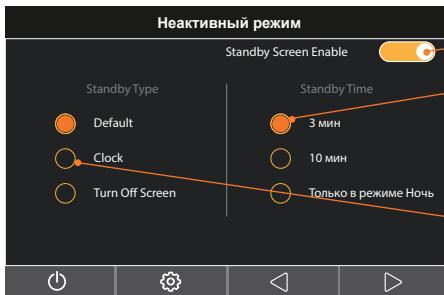 Неактивный режим
Standby Screen Enable
Standby Type
Standby Time
Default
3 мин
Clock
10 мин
Turn Off Screen
Только в режиме Ночь